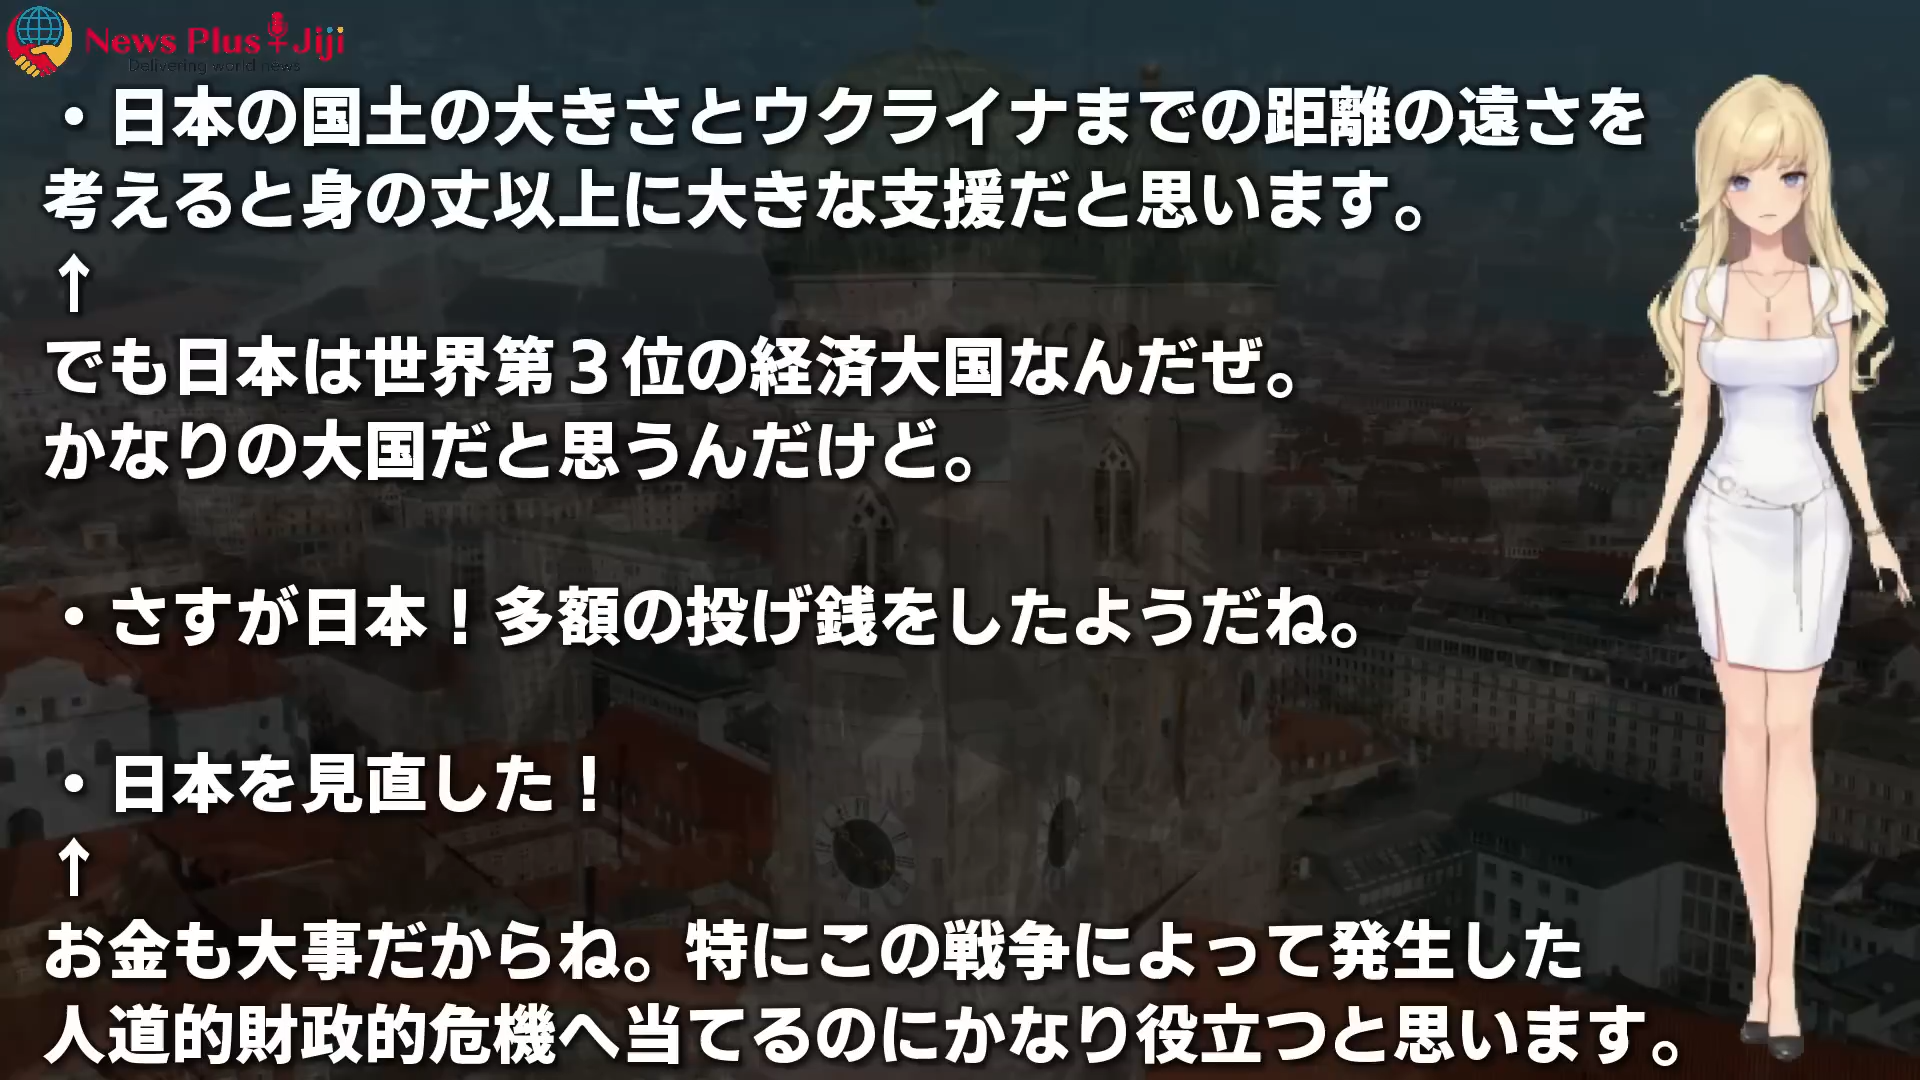 News Plus Jiji
Delivering world news
・日本の国土の大きさとウクライナまでの距離の遠さを
考えると身の丈以上に大きな支援だと思います。
↑
でも日本は世界第３位の経済大国なんだぜ。
かなりの大国だと思うんだけど。
・さすが日本！多額の投げ銭をしたようだね。
・日本を見直した！
↑
お金も大事だからね。特にこの戦争によって発生した
人道的財政的危機へ当てるのにかなり役立つと思います。